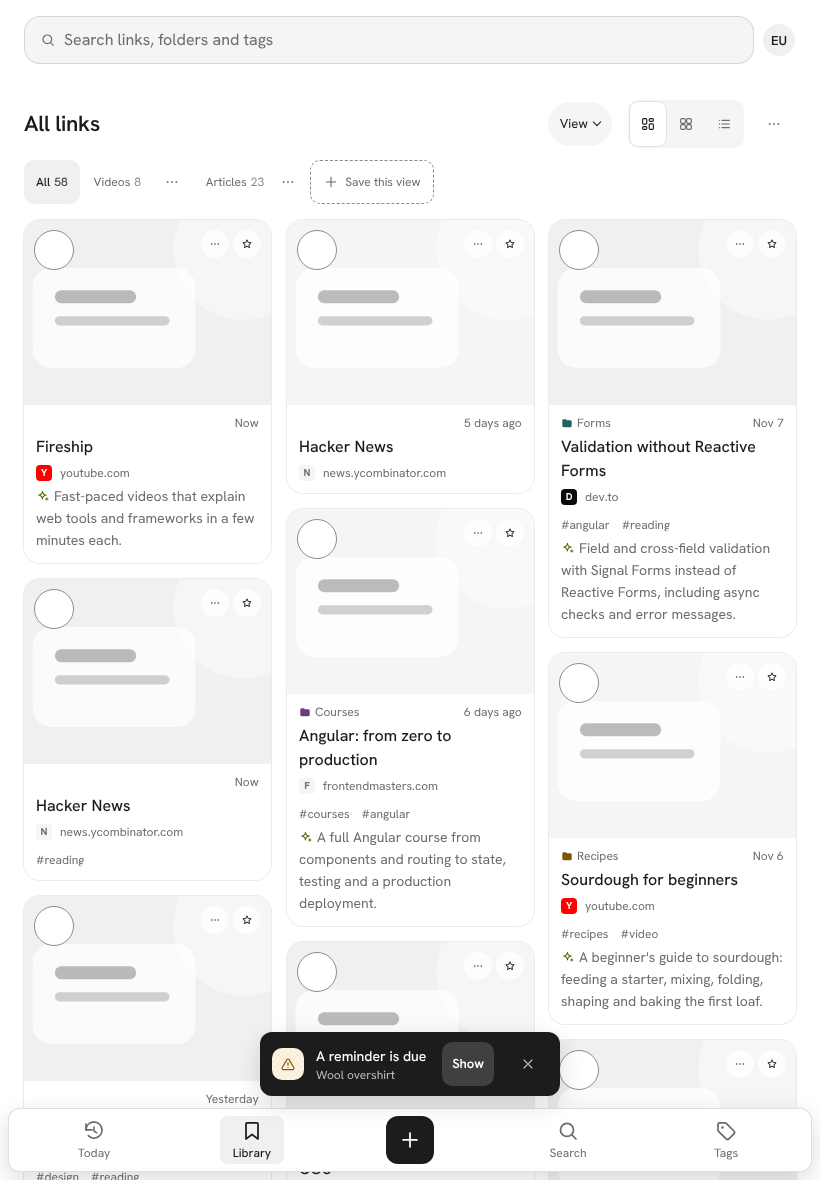 Search links, folders and tags
EU
All links
View
All 58
Videos 8
Articles 23
Save this view
Now
Fireship
Y youtube.com
Fast-paced videos that explain
web tools and frameworks in a few
minutes each.
Now
Hacker News
N news.ycombinator.com
#reading
Yesterday
#design #reading
5 days ago
Hacker News
N news.ycombinator.com
Courses
6 days ago
Angular: from zero to
production
F frontendmasters.com
#courses #angular
A full Angular course from
components and routing to state,
testing and a production
deployment.
Forms
Nov 7
Validation without Reactive
Forms
D dev.to
#angular #reading
Field and cross-field validation
with Signal Forms instead of
Reactive Forms, including async
checks and error messages.
Recipes
Nov 6
Sourdough for beginners
Y youtube.com
#recipes #video
A beginner's guide to sourdough:
feeding a starter, mixing, folding,
shaping and baking the first loaf.
A reminder is due
Wool overshirt
Show
Today
Library
Search
Tags